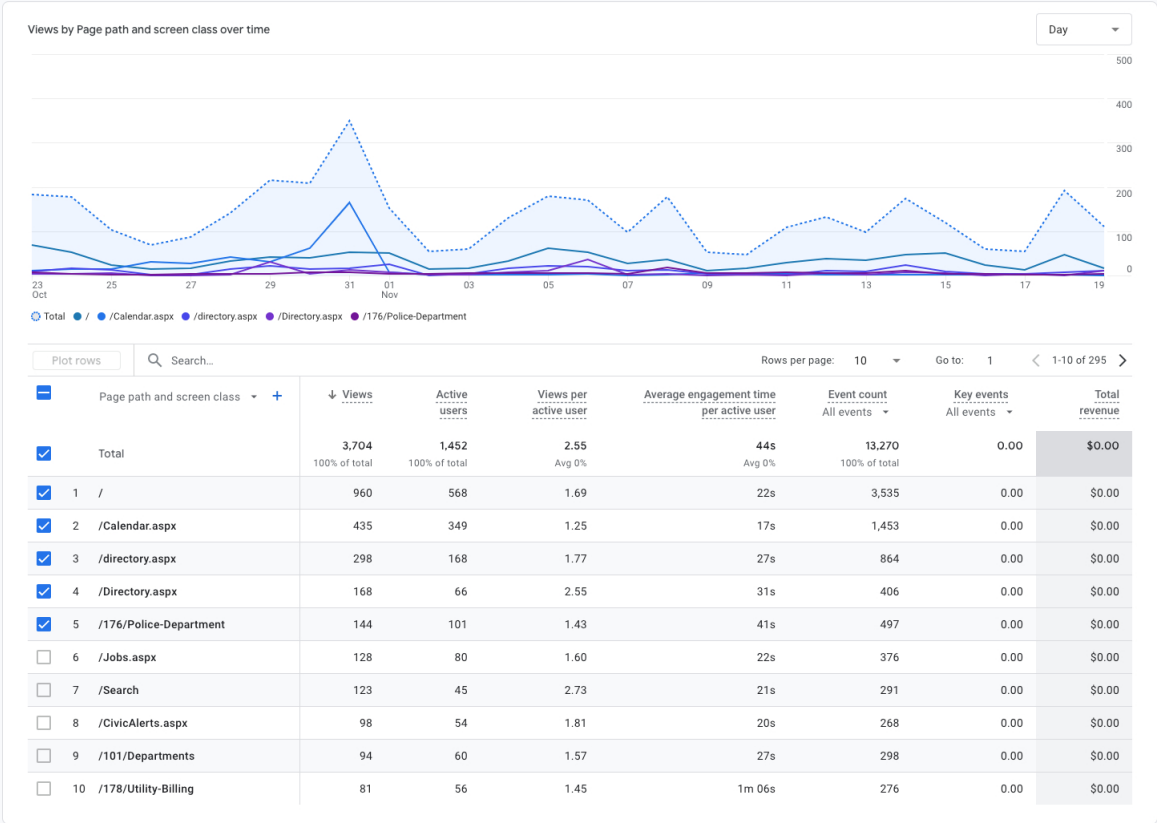 Views by Page path and screen class over time
Day
500
400
300
200
100
0
23 25 27 29 31 01 03 05 07 09 11 13 15 17 19
Oct Nov
Total / /Calendar.aspx /directory.aspx /Directory.aspx /176/Police-Department
Plot rows Search... Rows per page: 10 Go to: 1 1-10 of 295
Page path and screen class + ↓ Views Active users Views per active user Average engagement time per active user Event count All events Key events All events Total revenue
Total 3,704 1,452 2.55 44s 13,270 0.00 $0.00
100% of total 100% of total Avg 0% Avg 0% 100% of total
1 / 960 568 1.69 22s 3,535 0.00 $0.00
2 /Calendar.aspx 435 349 1.25 17s 1,453 0.00 $0.00
3 /directory.aspx 298 168 1.77 27s 864 0.00 $0.00
4 /Directory.aspx 168 66 2.55 31s 406 0.00 $0.00
5 /176/Police-Department 144 101 1.43 41s 497 0.00 $0.00
6 /Jobs.aspx 128 80 1.60 22s 376 0.00 $0.00
7 /Search 123 45 2.73 21s 291 0.00 $0.00
8 /CivicAlerts.aspx 98 54 1.81 20s 268 0.00 $0.00
9 /101/Departments 94 60 1.57 27s 298 0.00 $0.00
10 /178/Utility-Billing 81 56 1.45 1m 06s 276 0.00 $0.00